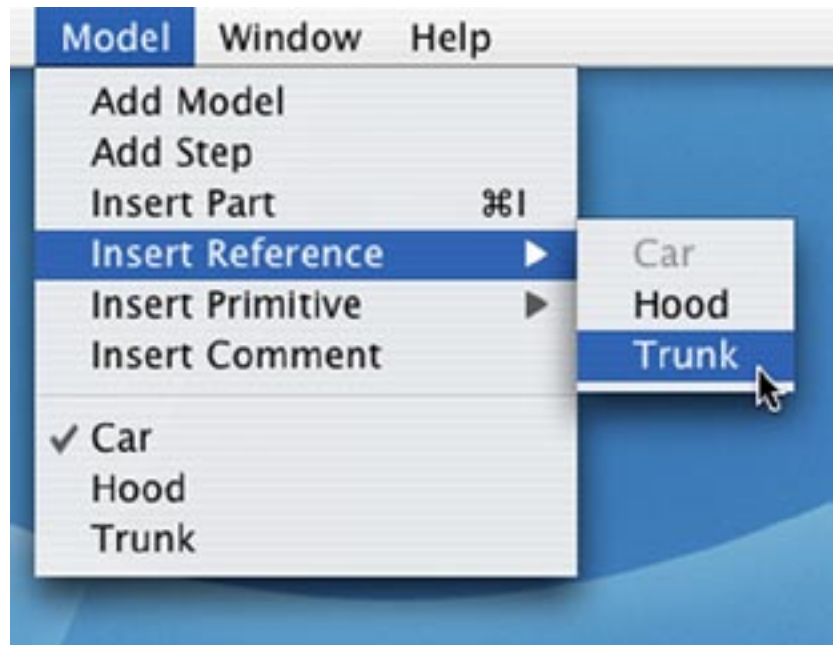 Model Window Help
Add Model
Add Step
Insert Part ⌘I
Insert Reference ▶
Insert Primitive ▶
Insert Comment
✓ Car
Hood
Trunk
Car
Hood
Trunk